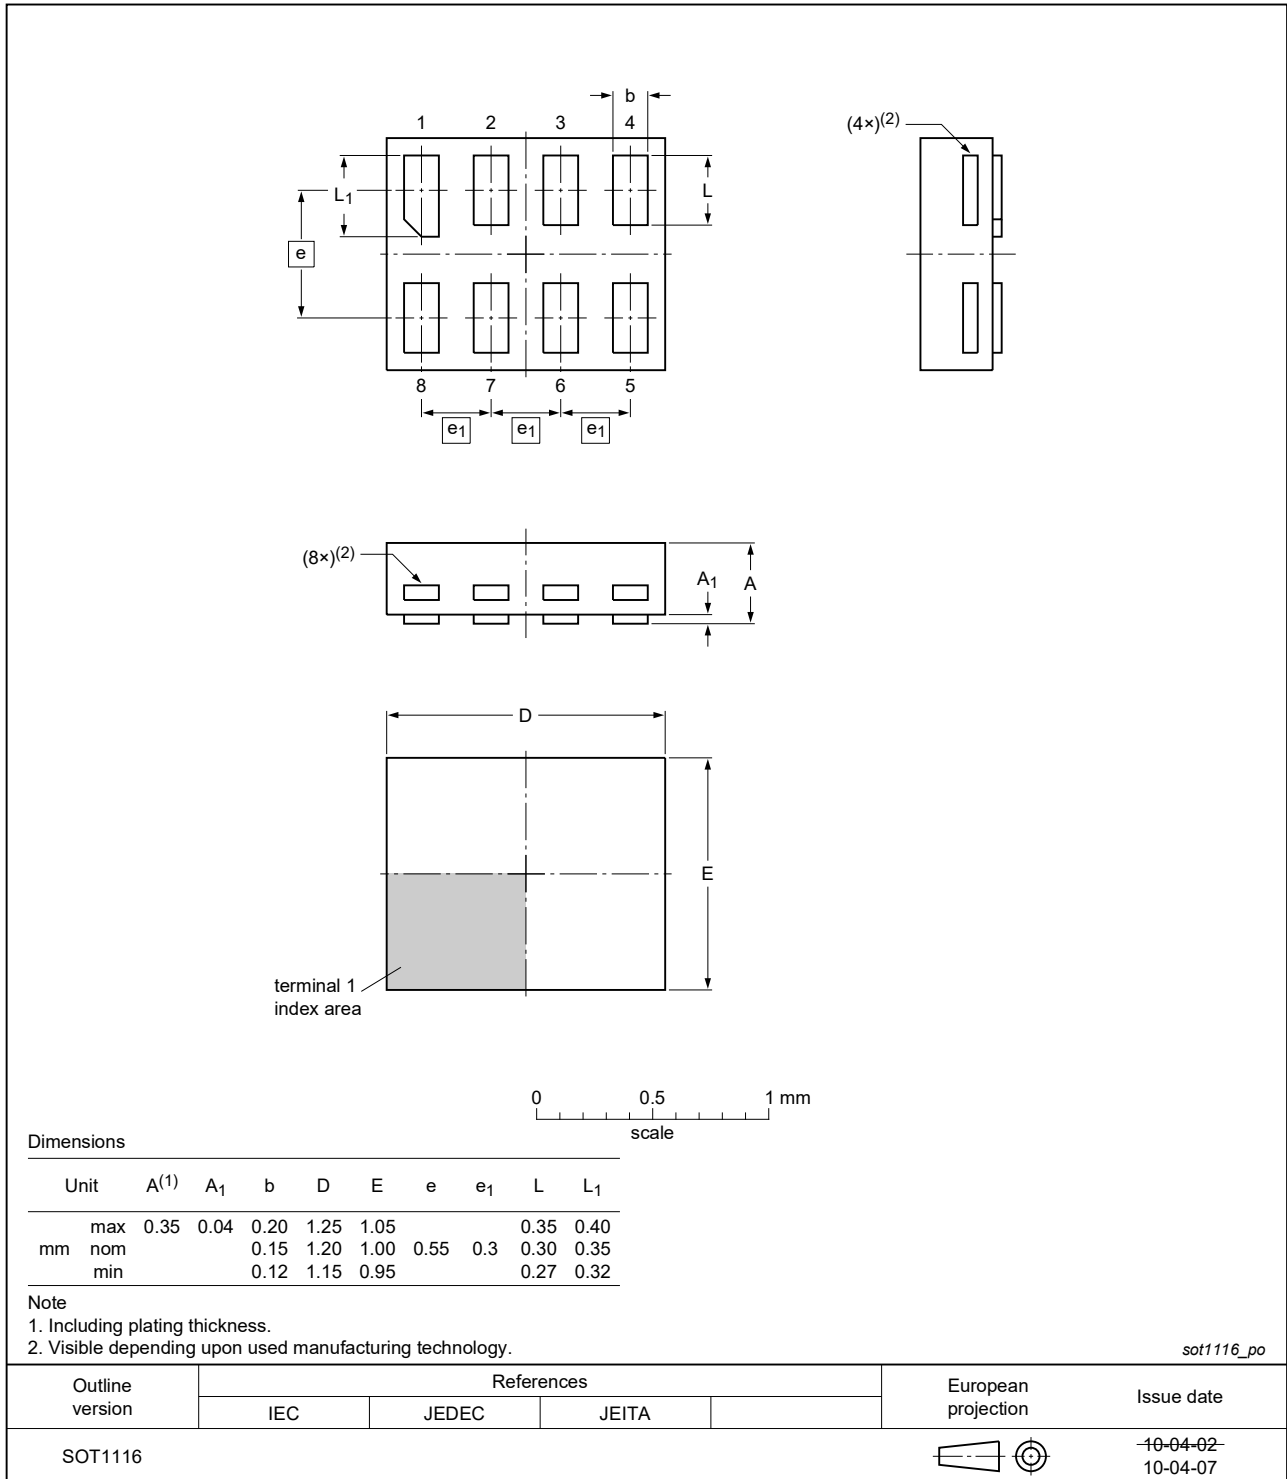 b
1 2 3 4
(4×)(2)
L1
L
e
8 7 6 5
e1 e1 e1
(8×)(2)
A1 A
D
E
terminal 1
index area
0 0.5 1 mm
scale
Dimensions
Unit A(1) A1 b D E e e1 L L1
max 0.35 0.04 0.20 1.25 1.05 0.35 0.40
mm nom 0.15 1.20 1.00 0.55 0.3 0.30 0.35
min 0.12 1.15 0.95 0.27 0.32
Note
1. Including plating thickness.
2. Visible depending upon used manufacturing technology.
sot1116_po
Outline
version
References
IEC JEDEC JEITA
European
projection
Issue date
SOT1116
10-04-02
10-04-07